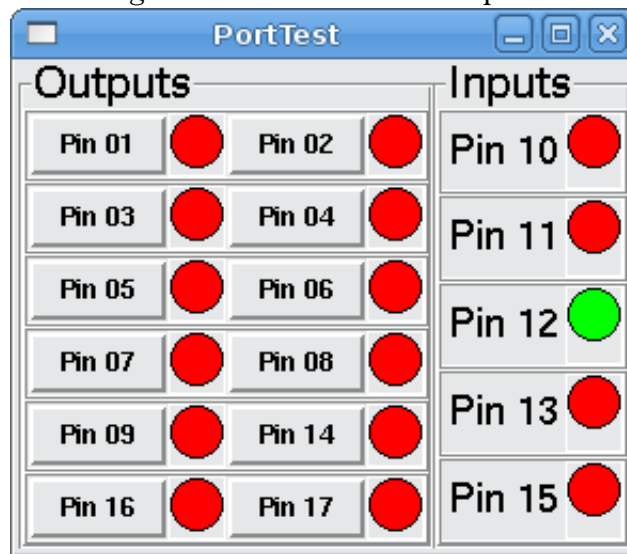 PortTest
Outputs
Pin 01 Pin 02
Pin 03 Pin 04
Pin 05 Pin 06
Pin 07 Pin 08
Pin 09 Pin 14
Pin 16 Pin 17
Inputs
Pin 10
Pin 11
Pin 12
Pin 13
Pin 15